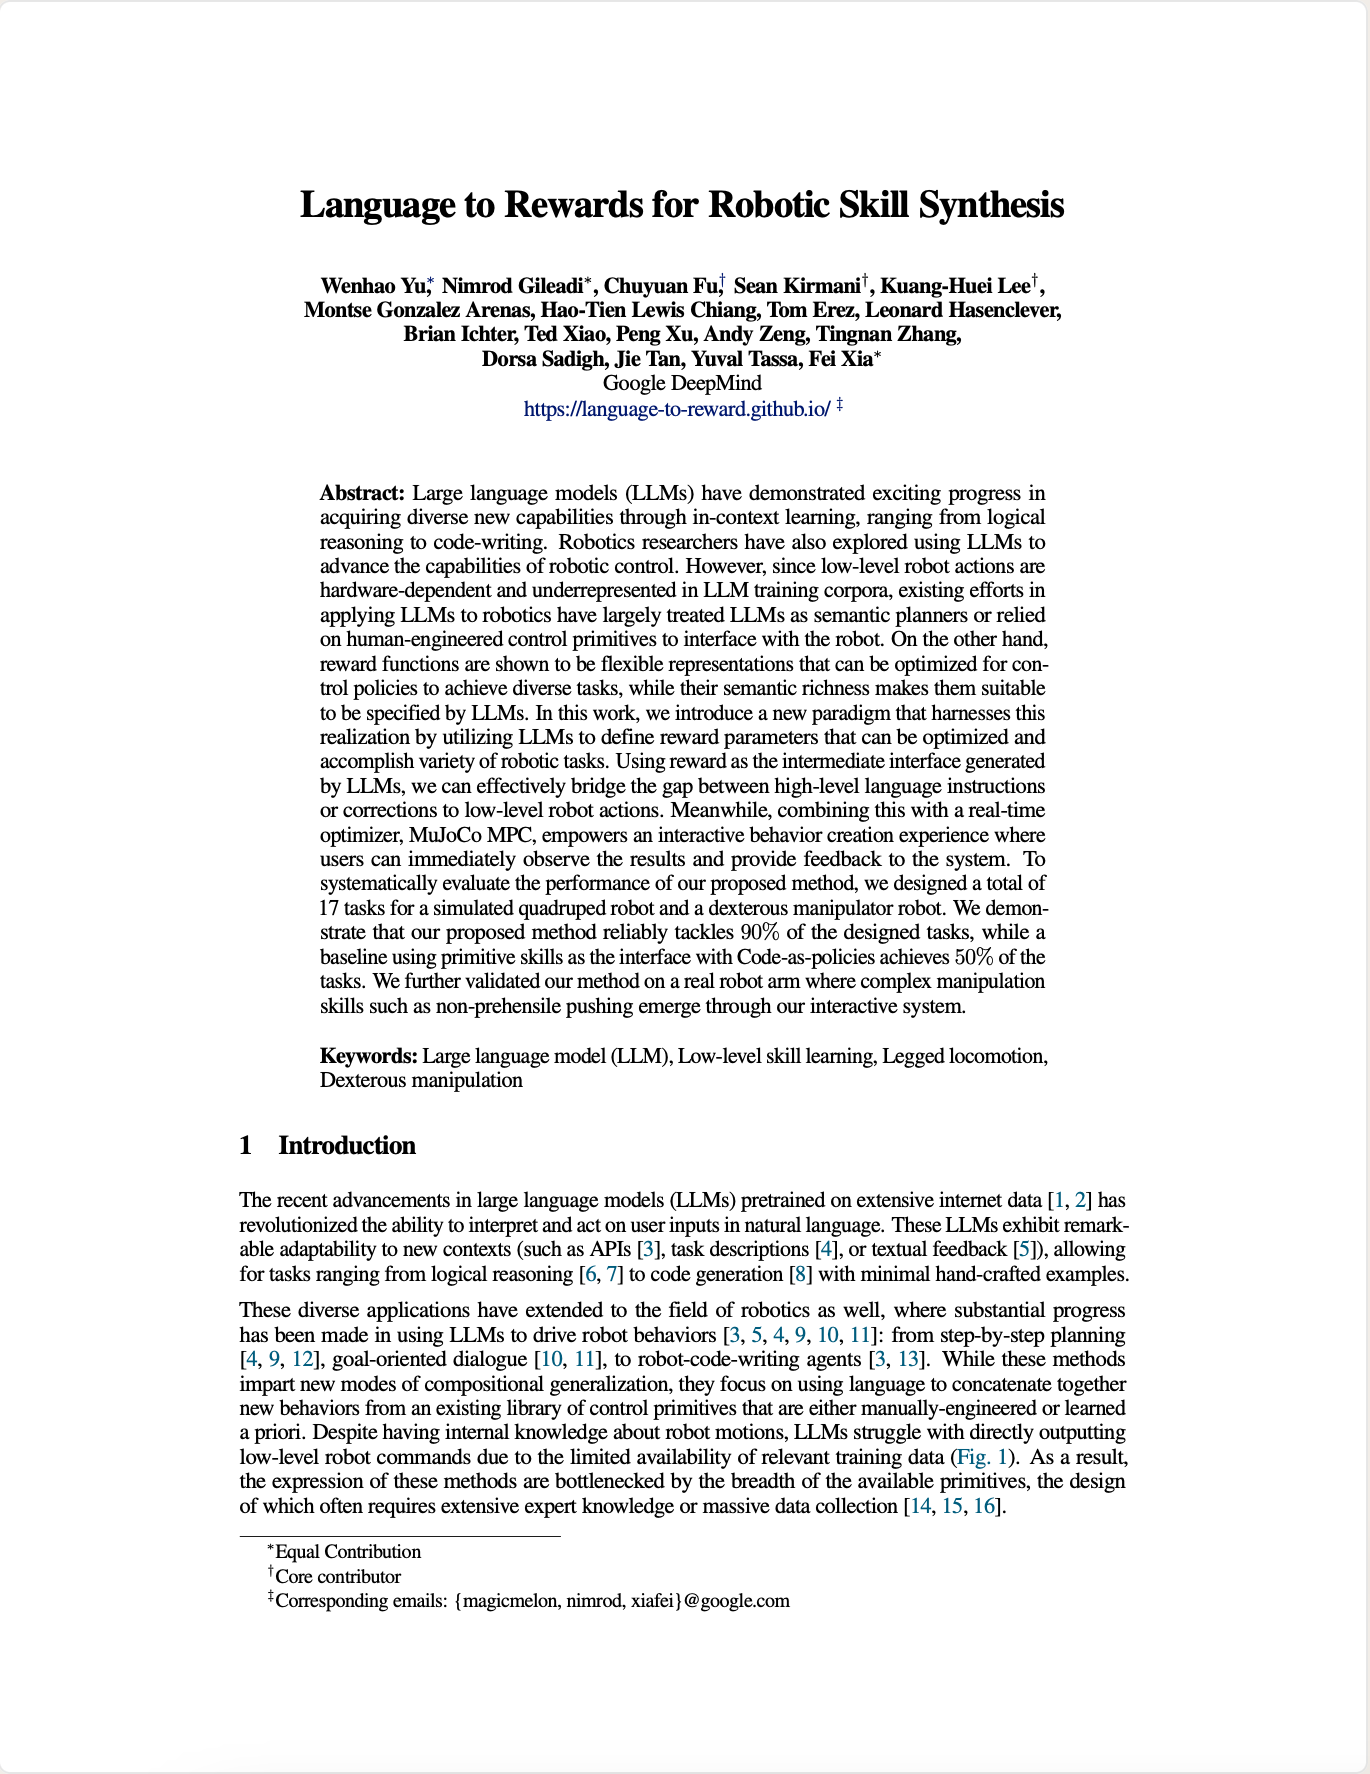 Language to Rewards for Robotic Skill Synthesis
Wenhao Yu,* Nimrod Gileadi*, Chuyuan Fu,† Sean Kirmani†, Kuang-Huei Lee†,
Montse Gonzalez Arenas, Hao-Tien Lewis Chiang, Tom Erez, Leonard Hasenclever,
Brian Ichter, Ted Xiao, Peng Xu, Andy Zeng, Tingnan Zhang,
Dorsa Sadigh, Jie Tan, Yuval Tassa, Fei Xia*
Google DeepMind
https://language-to-reward.github.io/ ‡
Abstract: Large language models (LLMs) have demonstrated exciting progress in
acquiring diverse new capabilities through in-context learning, ranging from logical
reasoning to code-writing. Robotics researchers have also explored using LLMs to
advance the capabilities of robotic control. However, since low-level robot actions are
hardware-dependent and underrepresented in LLM training corpora, existing efforts in
applying LLMs to robotics have largely treated LLMs as semantic planners or relied
on human-engineered control primitives to interface with the robot. On the other hand,
reward functions are shown to be flexible representations that can be optimized for con-
trol policies to achieve diverse tasks, while their semantic richness makes them suitable
to be specified by LLMs. In this work, we introduce a new paradigm that harnesses this
realization by utilizing LLMs to define reward parameters that can be optimized and
accomplish variety of robotic tasks. Using reward as the intermediate interface generated
by LLMs, we can effectively bridge the gap between high-level language instructions
or corrections to low-level robot actions. Meanwhile, combining this with a real-time
optimizer, MuJoCo MPC, empowers an interactive behavior creation experience where
users can immediately observe the results and provide feedback to the system. To
systematically evaluate the performance of our proposed method, we designed a total of
17 tasks for a simulated quadruped robot and a dexterous manipulator robot. We demon-
strate that our proposed method reliably tackles 90% of the designed tasks, while a
baseline using primitive skills as the interface with Code-as-policies achieves 50% of the
tasks. We further validated our method on a real robot arm where complex manipulation
skills such as non-prehensile pushing emerge through our interactive system.
Keywords: Large language model (LLM), Low-level skill learning, Legged locomotion,
Dexterous manipulation
1 Introduction
The recent advancements in large language models (LLMs) pretrained on extensive internet data [1, 2] has
revolutionized the ability to interpret and act on user inputs in natural language. These LLMs exhibit remark-
able adaptability to new contexts (such as APIs [3], task descriptions [4], or textual feedback [5]), allowing
for tasks ranging from logical reasoning [6, 7] to code generation [8] with minimal hand-crafted examples.
These diverse applications have extended to the field of robotics as well, where substantial progress
has been made in using LLMs to drive robot behaviors [3, 5, 4, 9, 10, 11]: from step-by-step planning
[4, 9, 12], goal-oriented dialogue [10, 11], to robot-code-writing agents [3, 13]. While these methods
impart new modes of compositional generalization, they focus on using language to concatenate together
new behaviors from an existing library of control primitives that are either manually-engineered or learned
a priori. Despite having internal knowledge about robot motions, LLMs struggle with directly outputting
low-level robot commands due to the limited availability of relevant training data (Fig. 1). As a result,
the expression of these methods are bottlenecked by the breadth of the available primitives, the design
of which often requires extensive expert knowledge or massive data collection [14, 15, 16].
*Equal Contribution
†Core contributor
‡Corresponding emails: {magicmelon, nimrod, xiafei}@google.com